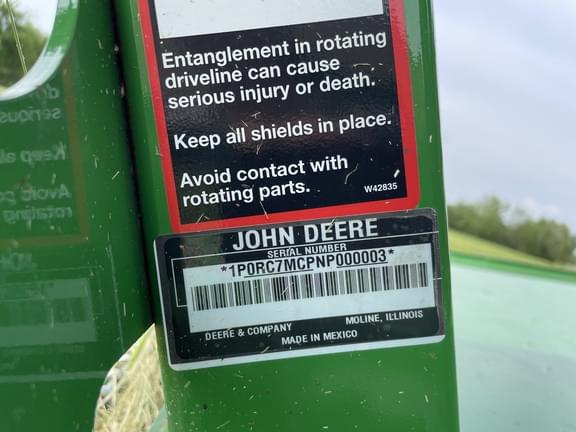 Entanglement in rotating
driveline can cause
serious injury or death.
Keep all shields in place.
Avoid contact with
rotating parts.
W42835
JOHN DEERE
SERIAL NUMBER
*1P0RC7MCPNP000003*
DEERE & COMPANY MOLINE, ILLINOIS
MADE IN MEXICO